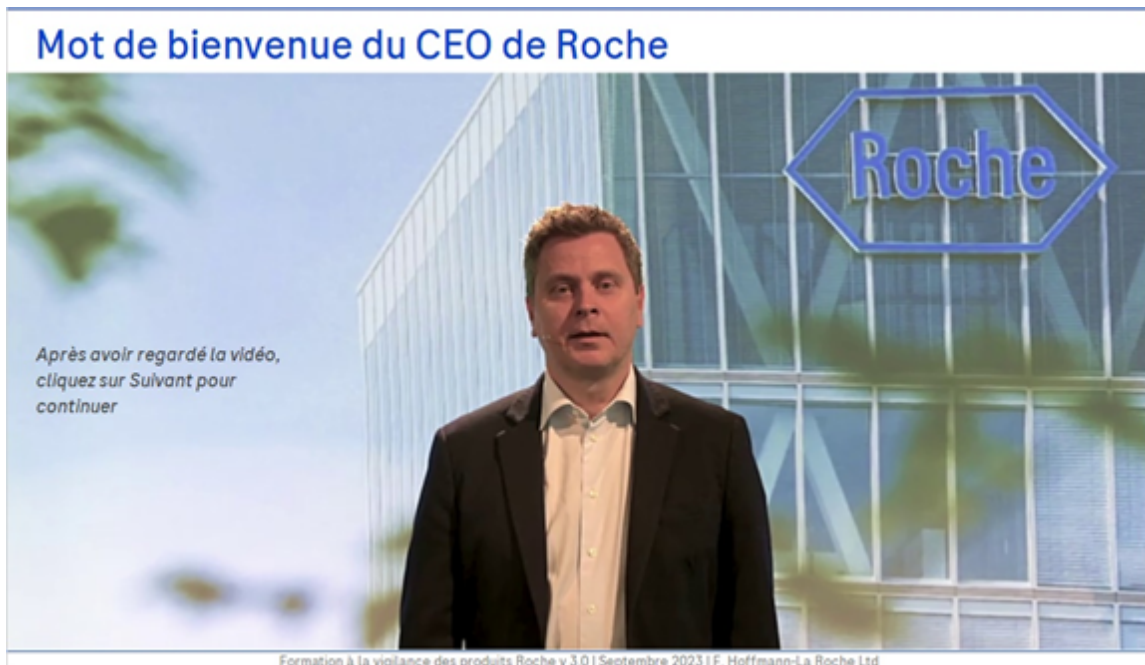 Mot de bienvenue du CEO de Roche
Roche
Après avoir regardé la vidéo,
cliquez sur Suivant pour
continuer
Formation à la vigilance des produits Roche v 3.0 | Septembre 2023 | F. Hoffmann-La Roche Ltd